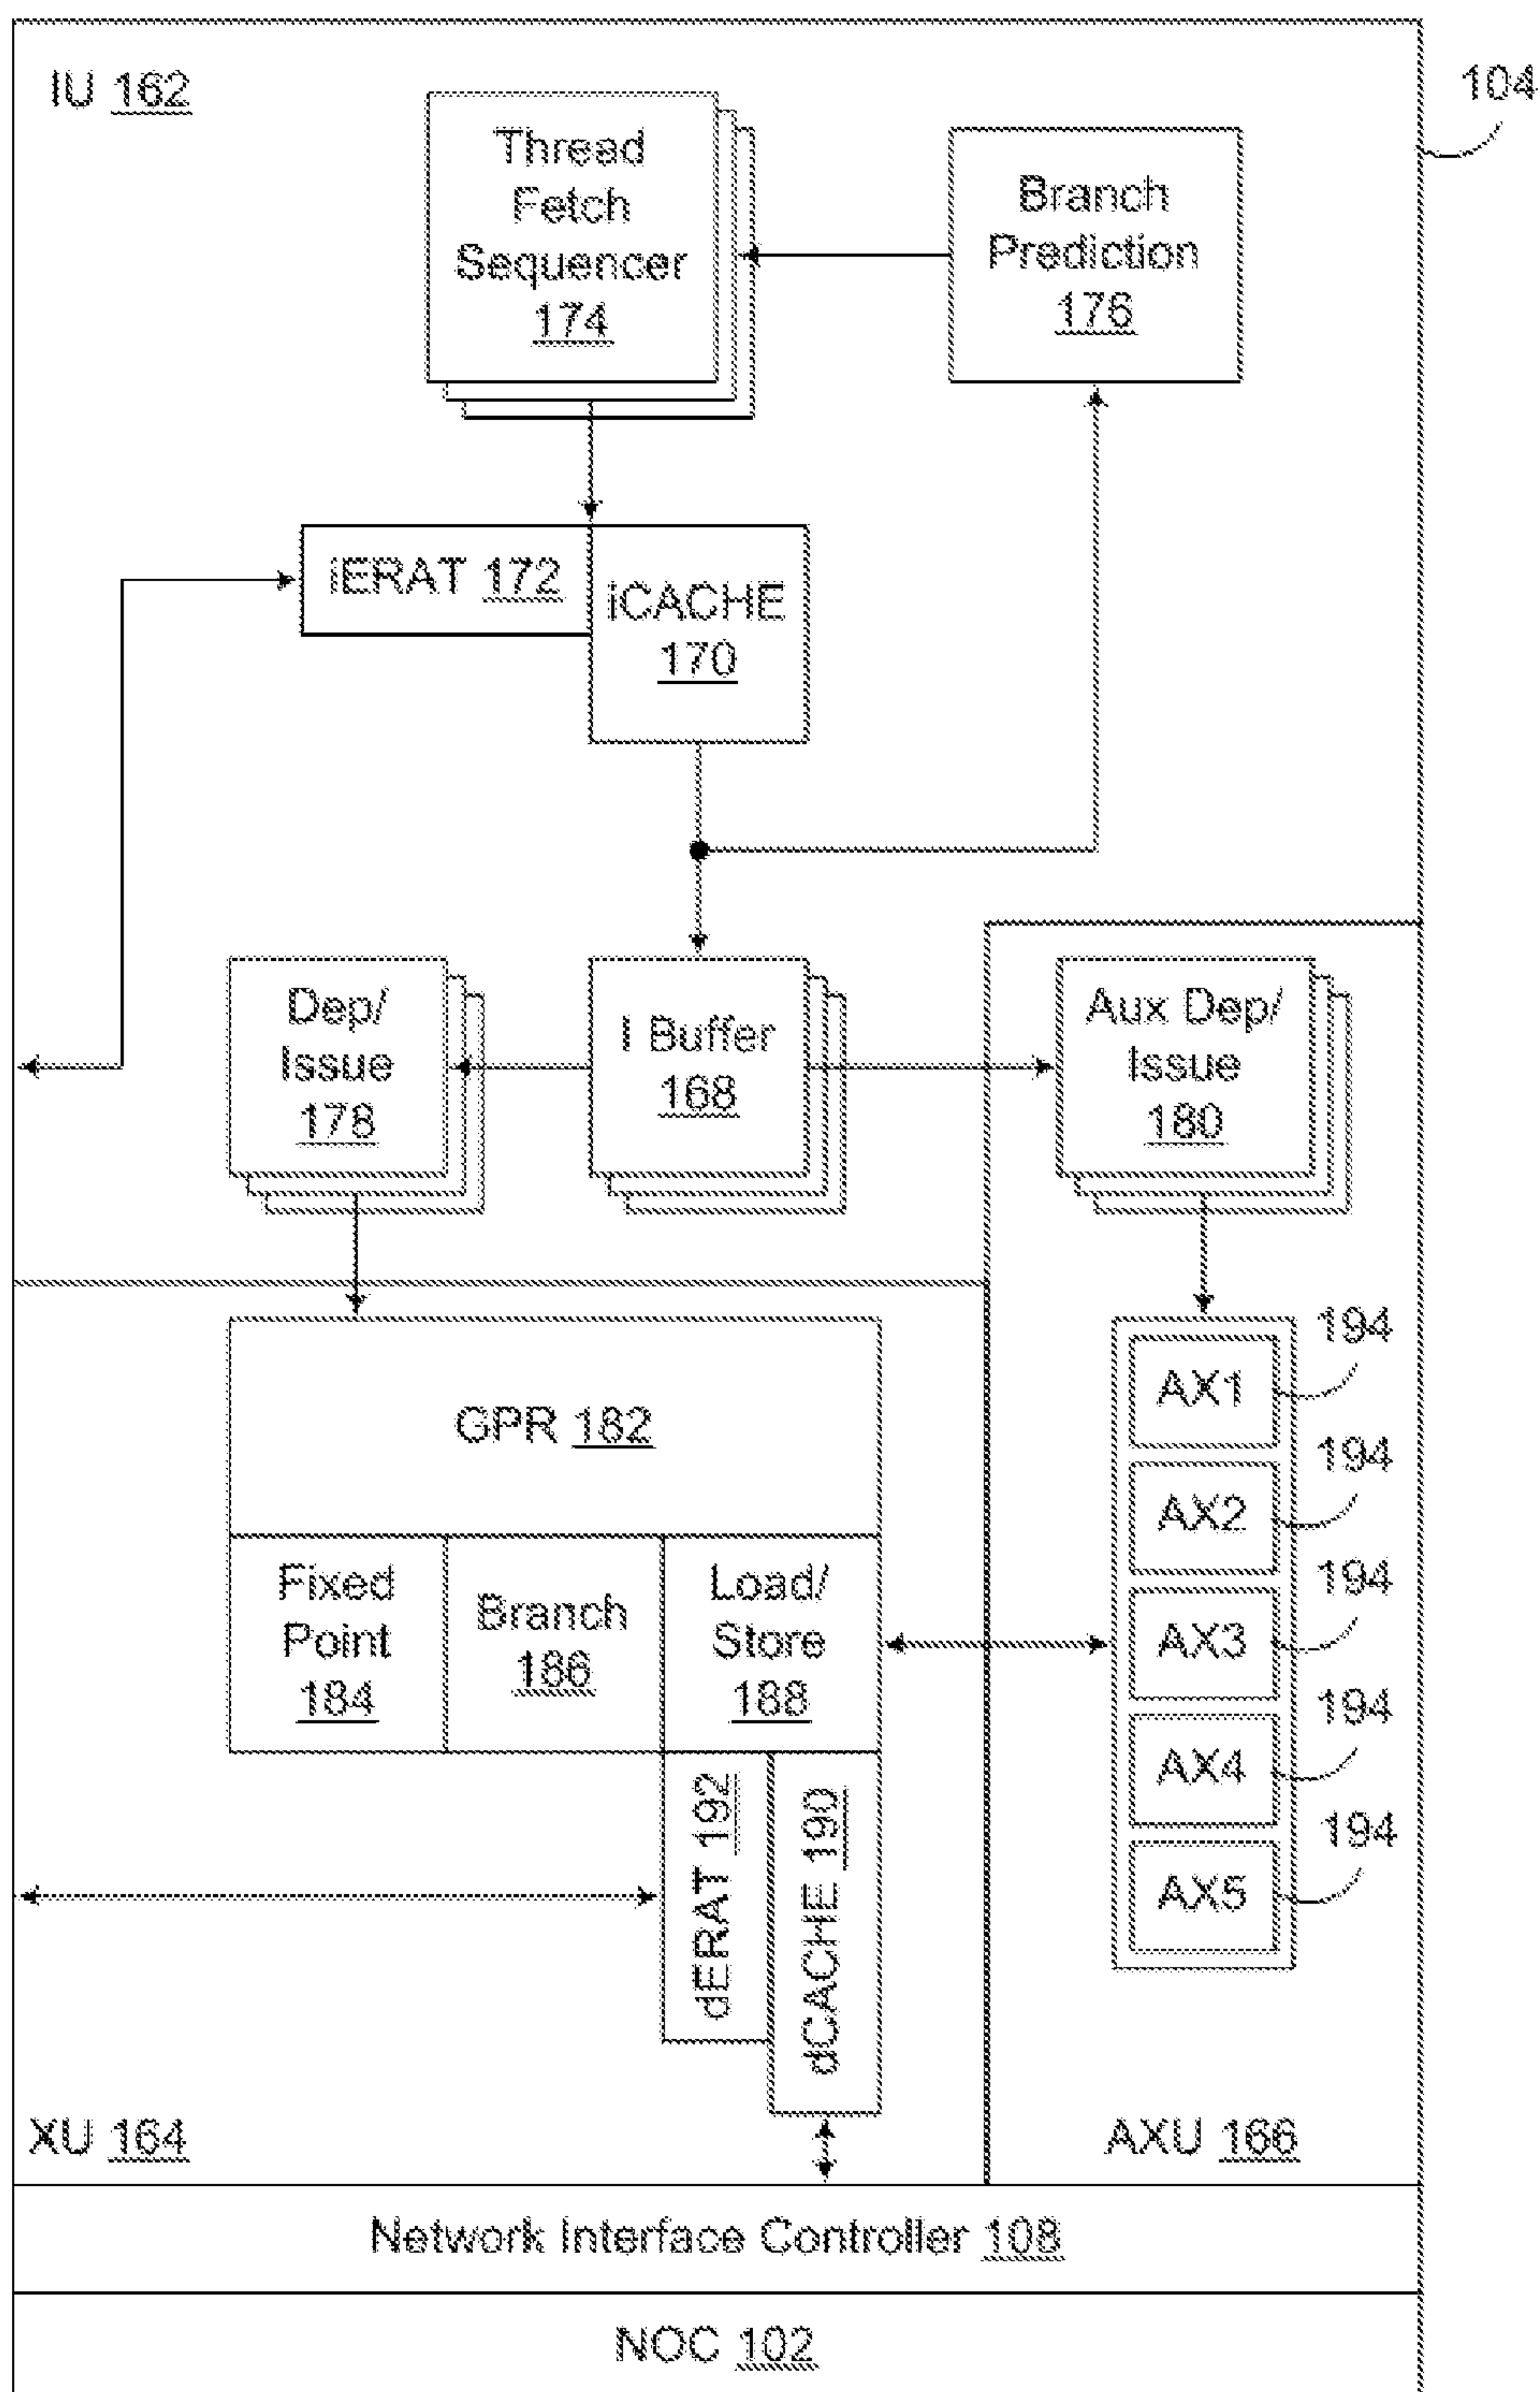 IU 162
104
Thread
Fetch
Sequencer
174
Branch
Prediction
176
iERAT 172
iCACHE
170
Dep/
Issue
178
I Buffer
168
Aux Dep/
Issue
180
GPR 182
Fixed
Point
184
Branch
186
Load/
Store
188
dERAT 192
dCACHE 190
AX1
194
AX2
194
AX3
194
AX4
194
AX5
194
XU 164
AXU 166
Network Interface Controller 108
NOC 102